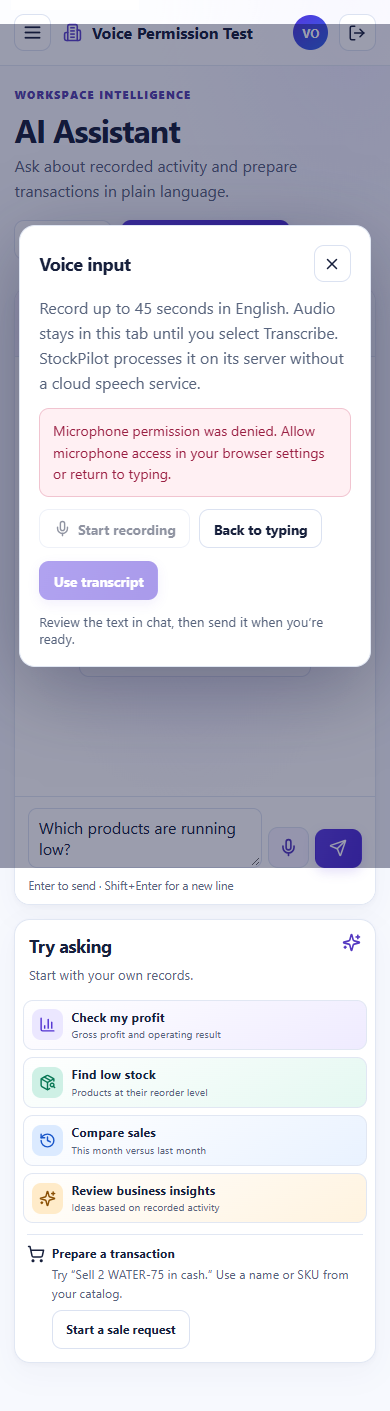 Voice Permission Test
VO
WORKSPACE INTELLIGENCE
AI Assistant
Ask about recorded activity and prepare
transactions in plain language.
Voice input
Record up to 45 seconds in English. Audio
stays in this tab until you select Transcribe.
StockPilot processes it on its server without
a cloud speech service.
Microphone permission was denied. Allow
microphone access in your browser settings
or return to typing.
Start recording
Back to typing
Use transcript
Review the text in chat, then send it when you're
ready.
Which products are running
low?
Enter to send · Shift+Enter for a new line
Try asking
Start with your own records.
Check my profit
Gross profit and operating result
Find low stock
Products at their reorder level
Compare sales
This month versus last month
Review business insights
Ideas based on recorded activity
Prepare a transaction
Try “Sell 2 WATER-75 in cash.” Use a name or SKU from
your catalog.
Start a sale request